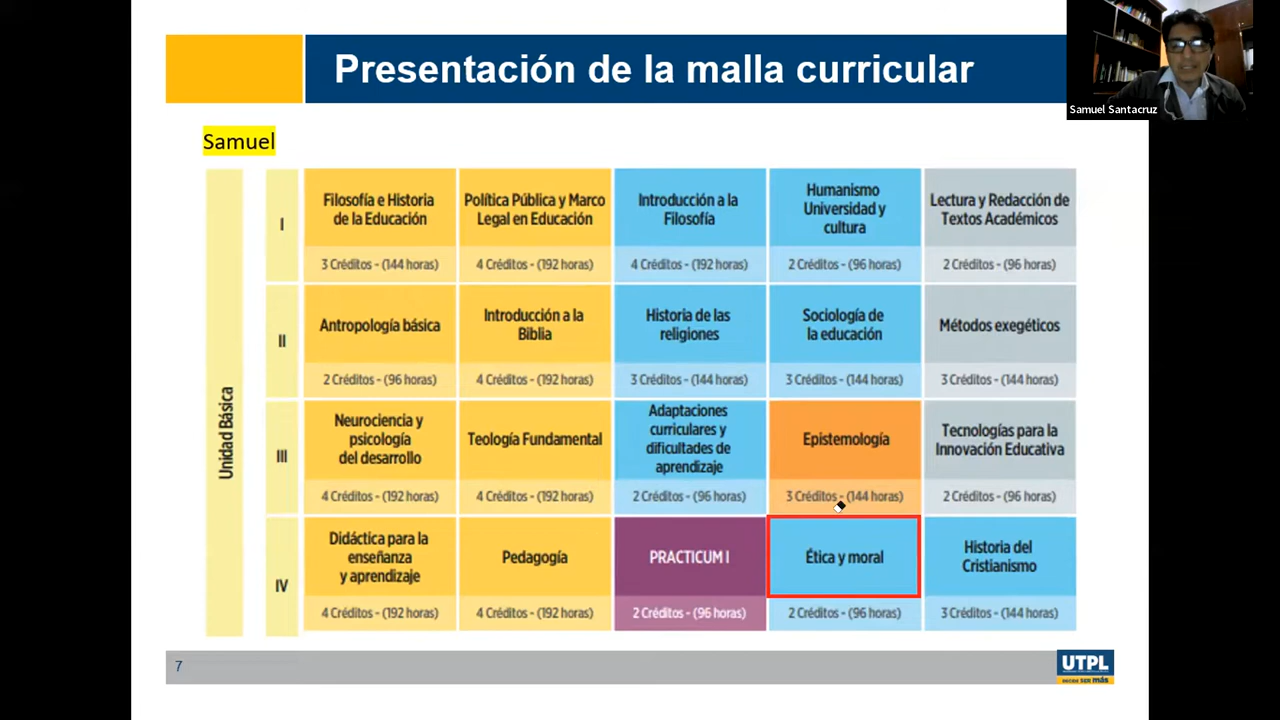 Presentación de la malla curricular
Samuel Santacruz
Samuel
Unidad Básica
I
Filosofía e Historia
de la Educación
3 Créditos - (144 horas)
Política Pública y Marco
Legal en Educación
4 Créditos - (192 horas)
Introducción a la
Filosofía
4 Créditos - (192 horas)
Humanismo
Universidad y
cultura
2 Créditos - (96 horas)
Lectura y Redacción de
Textos Académicos
2 Créditos - (96 horas)
II
Antropología básica
2 Créditos - (96 horas)
Introducción a la
Biblia
4 Créditos - (192 horas)
Historia de las
religiones
3 Créditos - (144 horas)
Sociología de
la educación
3 Créditos - (144 horas)
Métodos exegéticos
3 Créditos - (144 horas)
III
Neurociencia y
psicología
del desarrollo
4 Créditos - (192 horas)
Teología Fundamental
4 Créditos - (192 horas)
Adaptaciones
curriculares y
dificultades de
aprendizaje
2 Créditos - (96 horas)
Epistemología
3 Créditos - (144 horas)
Tecnologías para la
Innovación Educativa
2 Créditos - (96 horas)
IV
Didáctica para la
enseñanza
y aprendizaje
4 Créditos - (192 horas)
Pedagogía
4 Créditos - (192 horas)
PRACTICUM I
2 Créditos - (96 horas)
Ética y moral
2 Créditos - (96 horas)
Historia del
Cristianismo
3 Créditos - (144 horas)
7
UTPL
DECIDE SER más